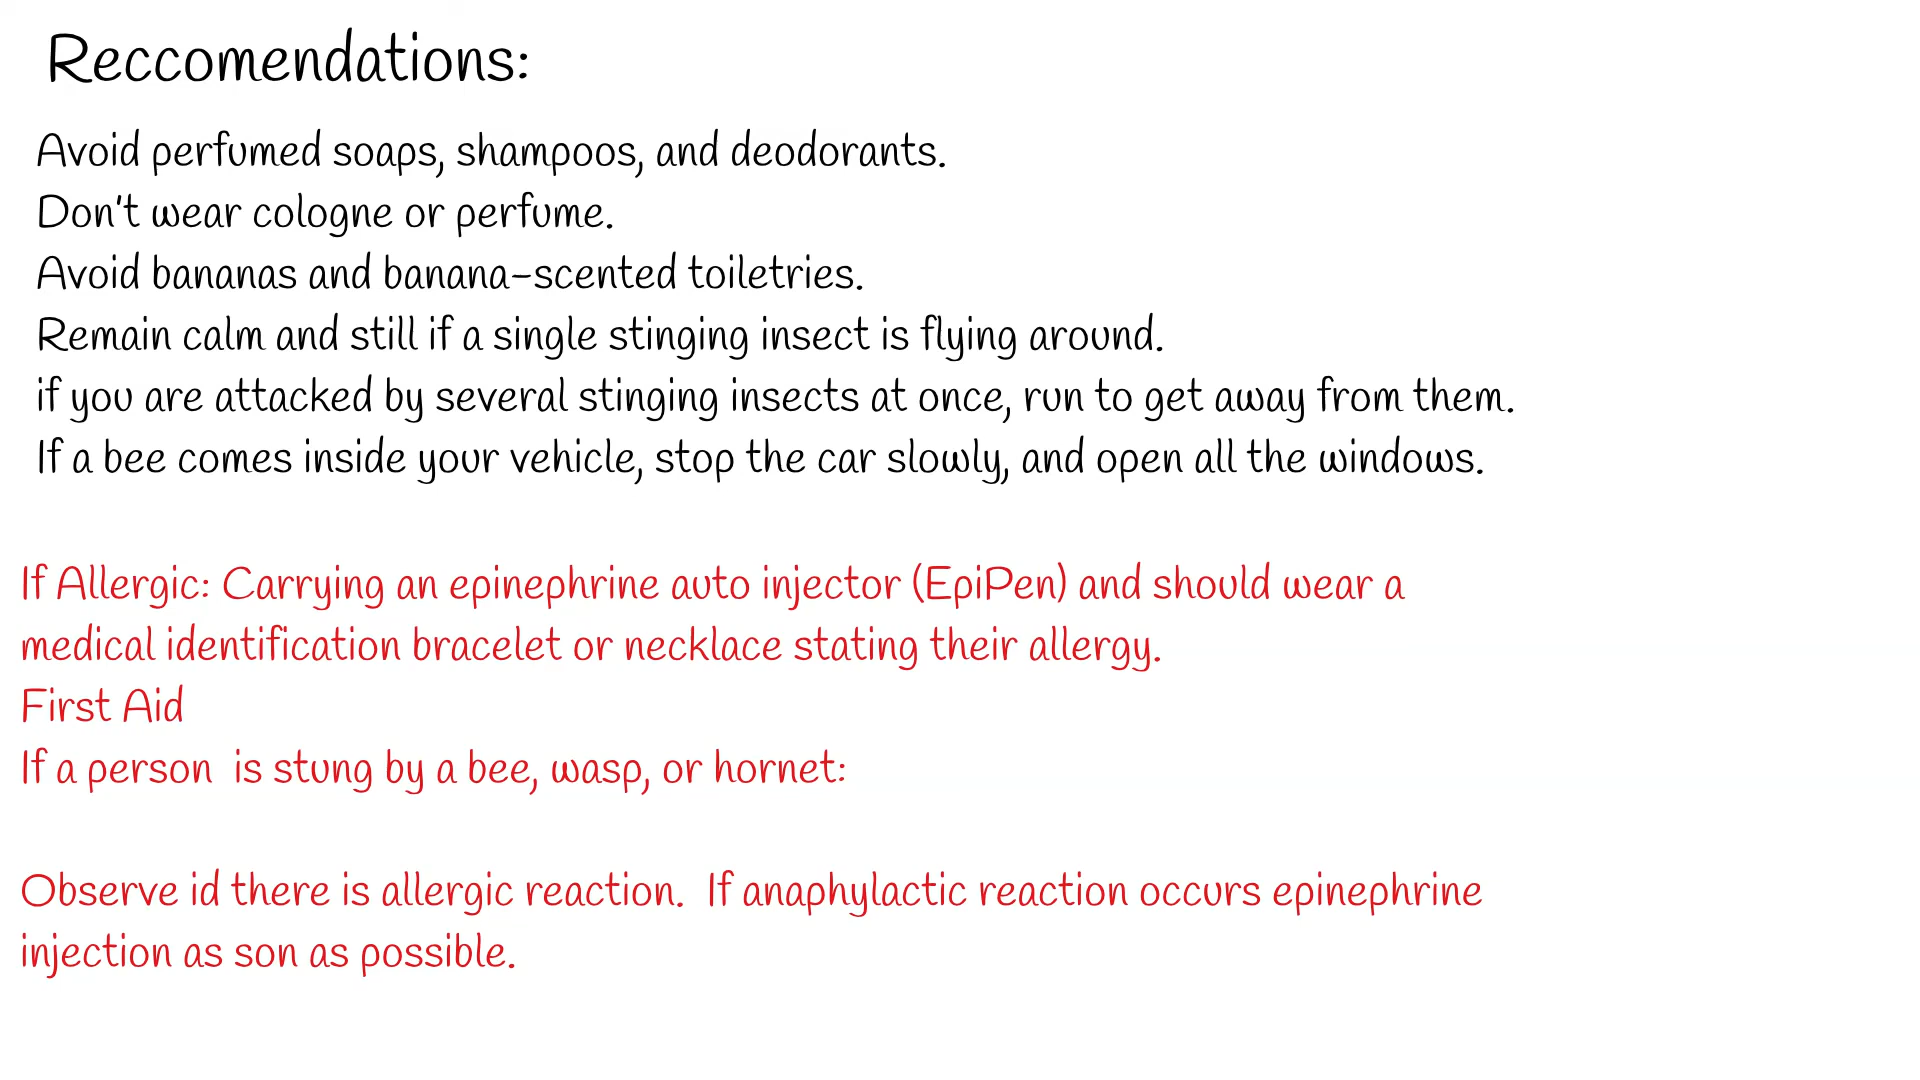 Reccomendations:
Avoid perfumed soaps, shampoos, and deodorants.
Don't wear cologne or perfume.
Avoid bananas and banana-scented toiletries.
Remain calm and still if a single stinging insect is flying around.
if you are attacked by several stinging insects at once, run to get away from them.
If a bee comes inside your vehicle, stop the car slowly, and open all the windows.
If Allergic: Carrying an epinephrine auto injector (EpiPen) and should wear a
medical identification bracelet or necklace stating their allergy.
First Aid
If a person  is stung by a bee, wasp, or hornet:
Observe id there is allergic reaction.  If anaphylactic reaction occurs epinephrine
injection as son as possible.